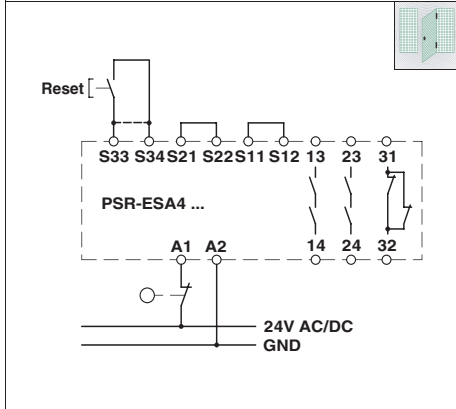 Reset
S33 S34 S21 S22 S11 S12 13 23 31
PSR-ESA4 ...
14 24 32
A1 A2
24V AC/DC
GND